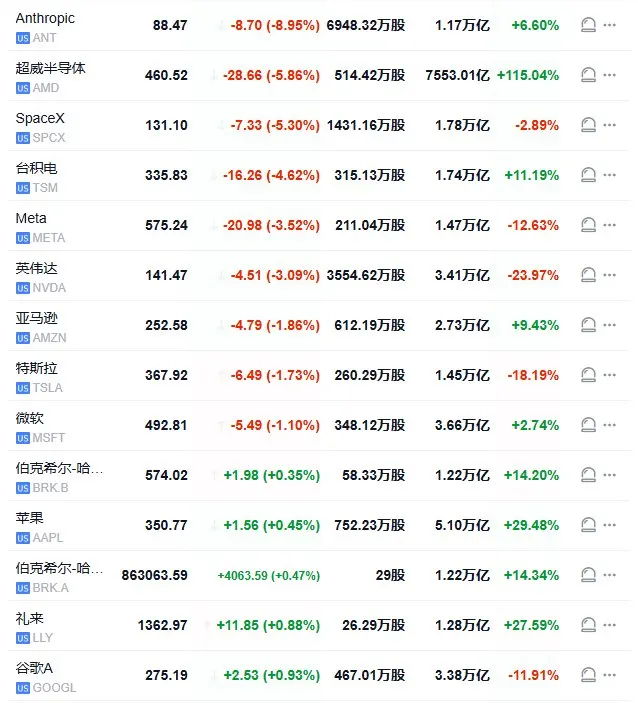 Anthropic
88.47 -8.70 (-8.95%) 6948.32万股 1.17万亿 +6.60%
US ANT
超威半导体
460.52 -28.66 (-5.86%) 514.42万股 7553.01亿 +115.04%
US AMD
SpaceX
131.10 -7.33 (-5.30%) 1431.16万股 1.78万亿 -2.89%
US SPCX
台积电
335.83 -16.26 (-4.62%) 315.13万股 1.74万亿 +11.19%
US TSM
Meta
575.24 -20.98 (-3.52%) 211.04万股 1.47万亿 -12.63%
US META
英伟达
141.47 -4.51 (-3.09%) 3554.62万股 3.41万亿 -23.97%
US NVDA
亚马逊
252.58 -4.79 (-1.86%) 612.19万股 2.73万亿 +9.43%
US AMZN
特斯拉
367.92 -6.49 (-1.73%) 260.29万股 1.45万亿 -18.19%
US TSLA
微软
492.81 -5.49 (-1.10%) 348.12万股 3.66万亿 +2.74%
US MSFT
伯克希尔-哈...
574.02 +1.98 (+0.35%) 58.33万股 1.22万亿 +14.20%
US BRK.B
苹果
350.77 +1.56 (+0.45%) 752.23万股 5.10万亿 +29.48%
US AAPL
伯克希尔-哈...
863063.59 +4063.59 (+0.47%) 29股 1.22万亿 +14.34%
US BRK.A
礼来
1362.97 +11.85 (+0.88%) 26.29万股 1.28万亿 +27.59%
US LLY
谷歌A
275.19 +2.53 (+0.93%) 467.01万股 3.38万亿 -11.91%
US GOOGL